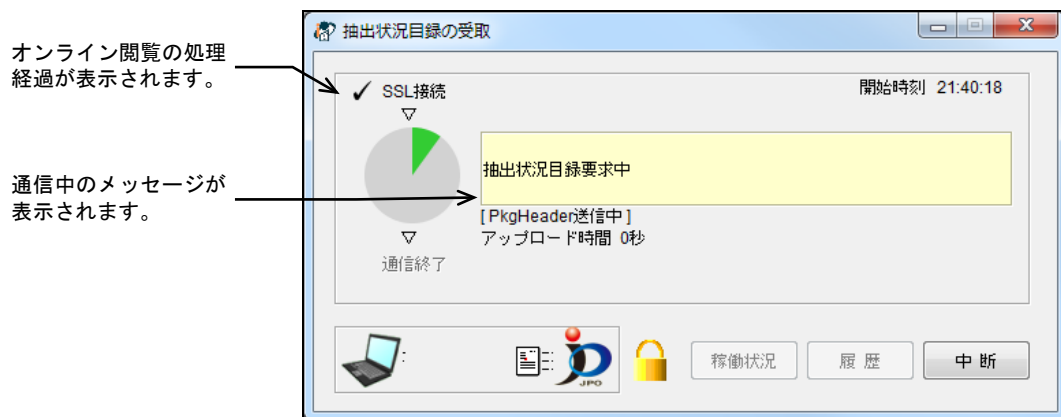 抽出状況目録の受取
オンライン閲覧の処理
経過が表示されます。
✓ SSL接続
開始時刻 21:40:18
抽出状況目録要求中
通信中のメッセージが
表示されます。
[ PkgHeader送信中 ]
アップロード時間 0秒
通信終了
JPO
稼働状況
履 歴
中 断